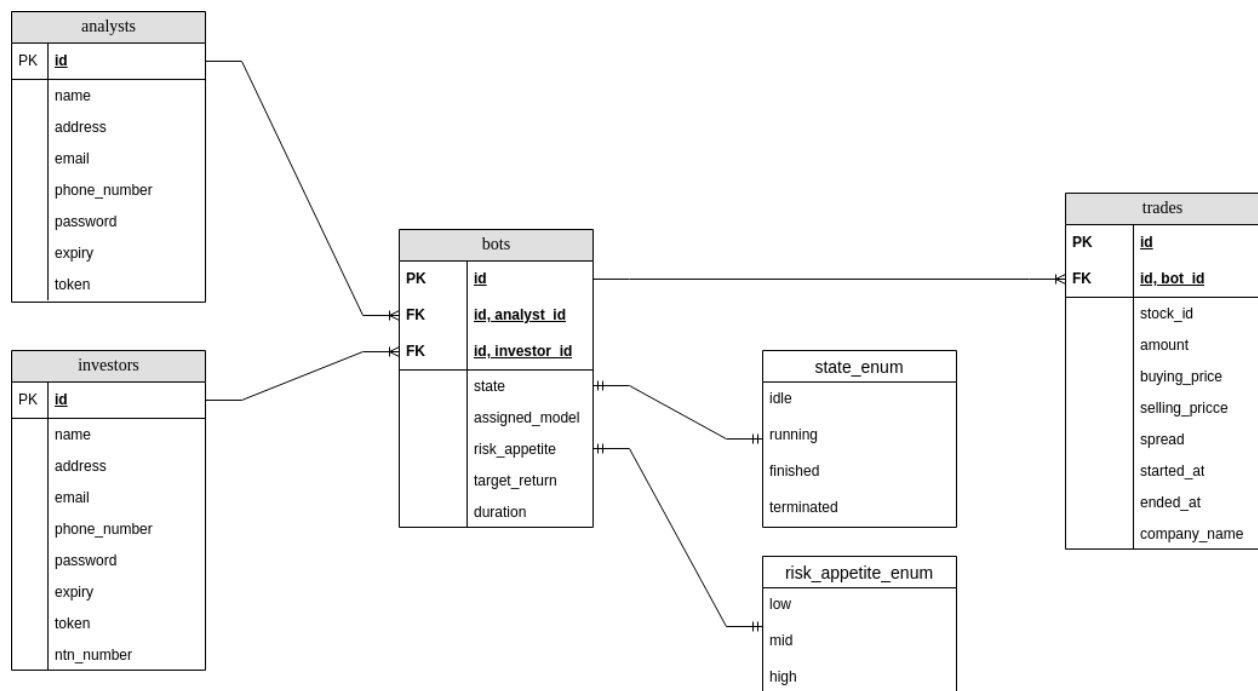 analysts
PK id
name
address
email
phone_number
password
expiry
token
investors
PK id
name
address
email
phone_number
password
expiry
token
ntn_number
bots
PK id
FK id, analyst_id
FK id, investor_id
state
assigned_model
risk_appetite
target_return
duration
state_enum
idle
running
finished
terminated
risk_appetite_enum
low
mid
high
trades
PK id
FK id, bot_id
stock_id
amount
buying_price
selling_pricce
spread
started_at
ended_at
company_name